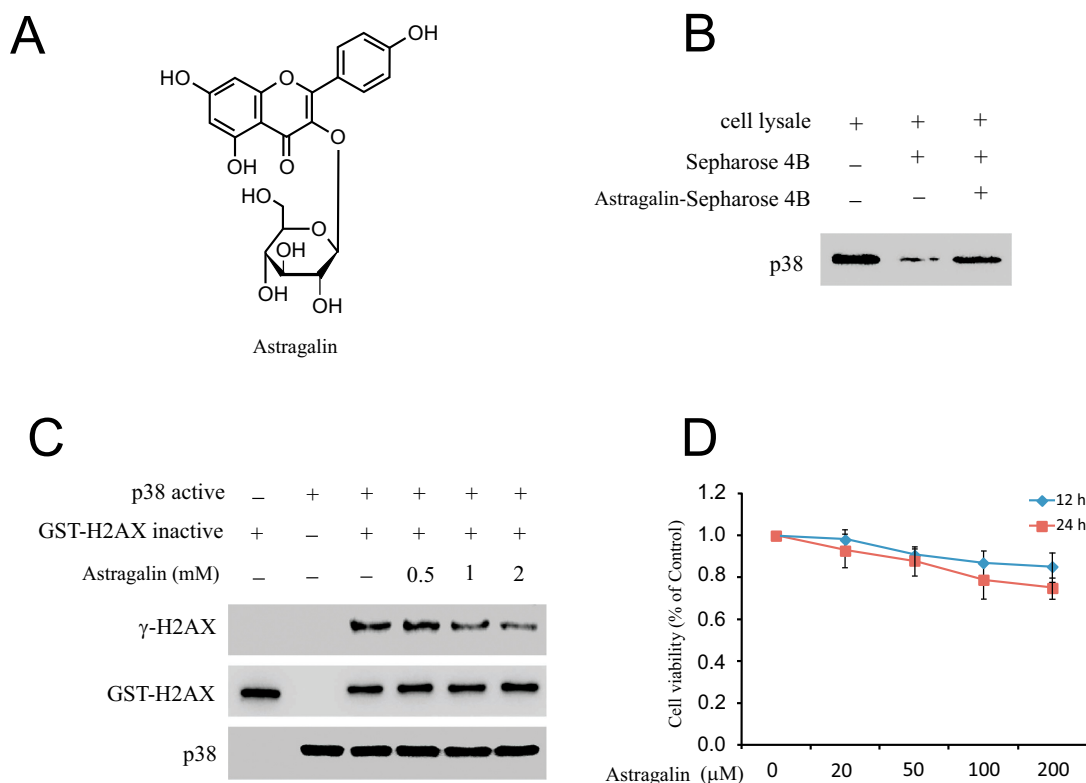 A
OH
HO
O
O
OH
O
HO
O
OH
HO
OH
OH
Astragalin
B
cell lysale + + +
Sepharose 4B – + +
Astragalin-Sepharose 4B – – +
p38
C
p38 active – + + + + +
GST-H2AX inactive + – + + + +
Astragalin (mM) – – – 0.5 1 2
γ-H2AX
GST-H2AX
p38
D
Cell viability (% of Control)
1.2
1.0
0.8
0.6
0.4
0.2
0.0
12 h
24 h
0 20 50 100 200
Astragalin (μM)